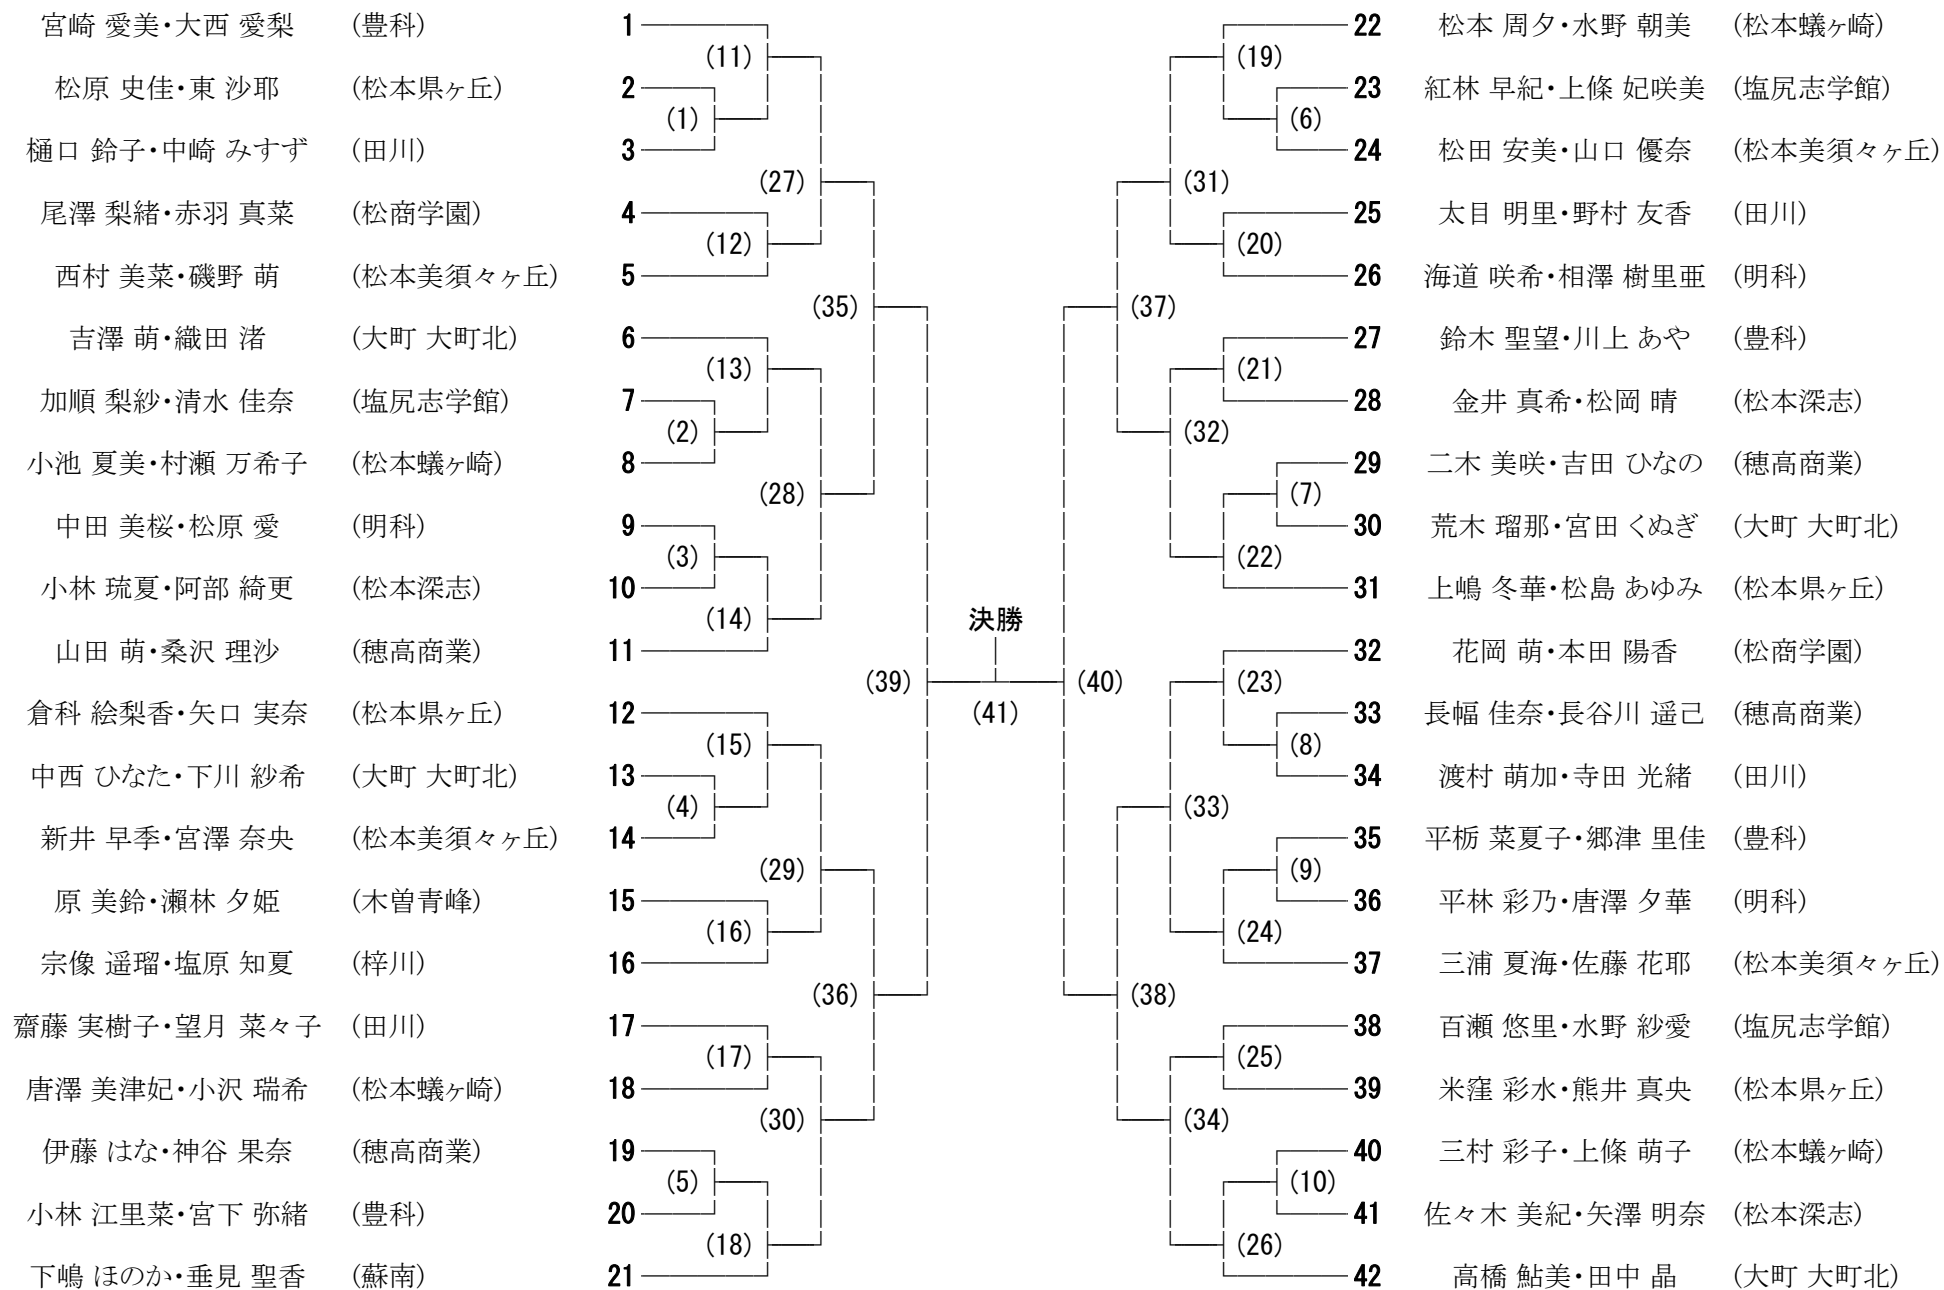 宮崎 愛美・大西 愛梨 (豊科) 1
(11)
松原 史佳・東 沙耶 (松本県ヶ丘) 2
(1)
樋口 鈴子・中崎 みすず (田川) 3
(27)
尾澤 梨緒・赤羽 真菜 (松商学園) 4
(12)
西村 美菜・磯野 萌 (松本美須々ヶ丘) 5
(35)
吉澤 萌・織田 渚 (大町 大町北) 6
(13)
加順 梨紗・清水 佳奈 (塩尻志学館) 7
(2)
小池 夏美・村瀬 万希子 (松本蟻ヶ崎) 8
(28)
中田 美桜・松原 愛 (明科) 9
(3)
小林 琉夏・阿部 綺更 (松本深志) 10
(14)
山田 萌・桑沢 理沙 (穂高商業) 11
(39)
倉科 絵梨香・矢口 実奈 (松本県ヶ丘) 12
(15)
中西 ひなた・下川 紗希 (大町 大町北) 13
(4)
新井 早季・宮澤 奈央 (松本美須々ヶ丘) 14
(29)
原 美鈴・瀬林 夕姫 (木曽青峰) 15
(16)
宗像 遥瑠・塩原 知夏 (梓川) 16
(36)
齋藤 実樹子・望月 菜々子 (田川) 17
(17)
唐澤 美津妃・小沢 瑞希 (松本蟻ヶ崎) 18
(30)
伊藤 はな・神谷 果奈 (穂高商業) 19
(5)
小林 江里菜・宮下 弥緒 (豊科) 20
(18)
下嶋 ほのか・垂見 聖香 (蘇南) 21
決勝
(41)
22 松本 周夕・水野 朝美 (松本蟻ヶ崎)
(19)
23 紅林 早紀・上條 妃咲美 (塩尻志学館)
(6)
24 松田 安美・山口 優奈 (松本美須々ヶ丘)
(31)
25 太目 明里・野村 友香 (田川)
(20)
26 海道 咲希・相澤 樹里亜 (明科)
(37)
27 鈴木 聖望・川上 あや (豊科)
(21)
28 金井 真希・松岡 晴 (松本深志)
(32)
29 二木 美咲・吉田 ひなの (穂高商業)
(7)
30 荒木 瑠那・宮田 くぬぎ (大町 大町北)
(22)
31 上嶋 冬華・松島 あゆみ (松本県ヶ丘)
32 花岡 萌・本田 陽香 (松商学園)
(40)
(23)
33 長幅 佳奈・長谷川 遥己 (穂高商業)
(8)
34 渡村 萌加・寺田 光緒 (田川)
(33)
35 平栃 菜夏子・郷津 里佳 (豊科)
(9)
36 平林 彩乃・唐澤 夕華 (明科)
(24)
37 三浦 夏海・佐藤 花耶 (松本美須々ヶ丘)
(38)
38 百瀬 悠里・水野 紗愛 (塩尻志学館)
(25)
39 米窪 彩水・熊井 真央 (松本県ヶ丘)
(34)
40 三村 彩子・上條 萌子 (松本蟻ヶ崎)
(10)
41 佐々木 美紀・矢澤 明奈 (松本深志)
(26)
42 高橋 鮎美・田中 晶 (大町 大町北)